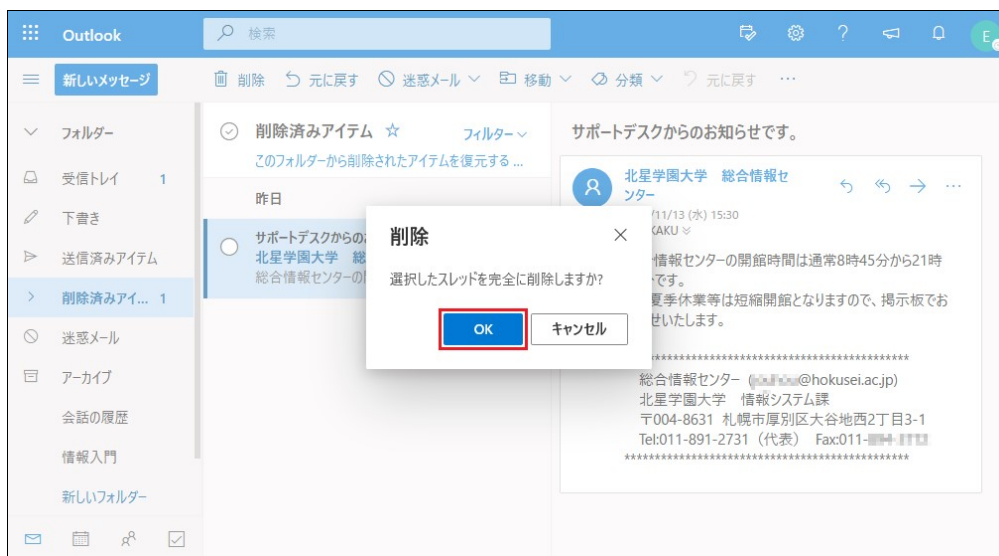 Outlook
検索
E
新しいメッセージ
削除 元に戻す 迷惑メール 移動 分類 元に戻す …
フォルダー
受信トレイ 1
下書き
送信済みアイテム
削除済みアイ... 1
迷惑メール
アーカイブ
会話の履歴
情報入門
新しいフォルダー
削除済みアイテム フィルター
このフォルダーから削除されたアイテムを復元する ...
昨日
サポートデスクからの
北星学園大学 総
総合情報センターの
削除
選択したスレッドを完全に削除しますか?
OK キャンセル
サポートデスクからのお知らせです。
R
北星学園大学 総合情報セ
ンター
/11/13 (水) 15:30
KAKU
情報センターの開館時間は通常8時45分から21時
です。
夏季休業等は短縮開館となりますので、掲示板でお
せいたします。
******************************************
総合情報センター ( @hokusei.ac.jp)
北星学園大学 情報システム課
〒004-8631 札幌市厚別区大谷地西2丁目3-1
Tel:011-891-2731（代表） Fax:011-
***********************************************